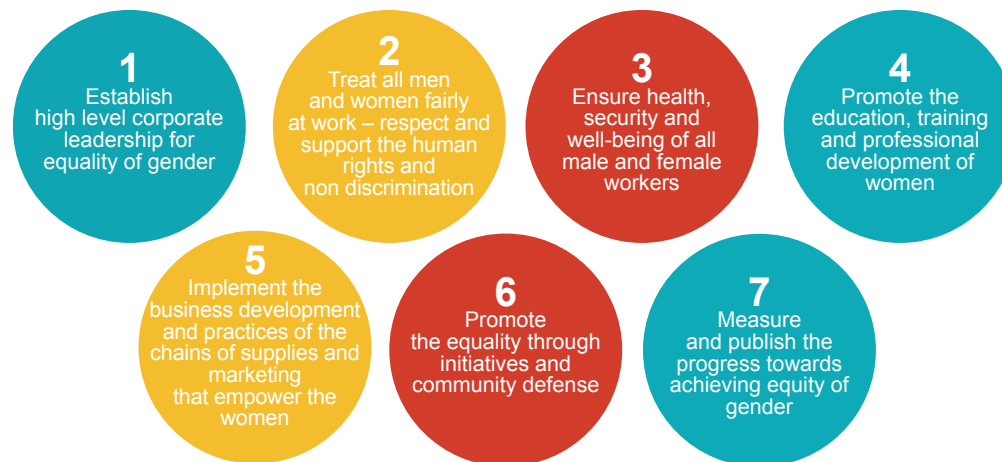 1
Establish
high level corporate
leadership for
equality of gender
2
Treat all men
and women fairly
at work – respect and
support the human
rights and
non discrimination
3
Ensure health,
security and
well-being of all
male and female
workers
4
Promote the
education, training
and professional
development of
women
5
Implement the
business development
and practices of the
chains of supplies and
marketing
that empower the
women
6
Promote
the equality through
initiatives and
community defense
7
Measure
and publish the
progress towards
achieving equity of
gender